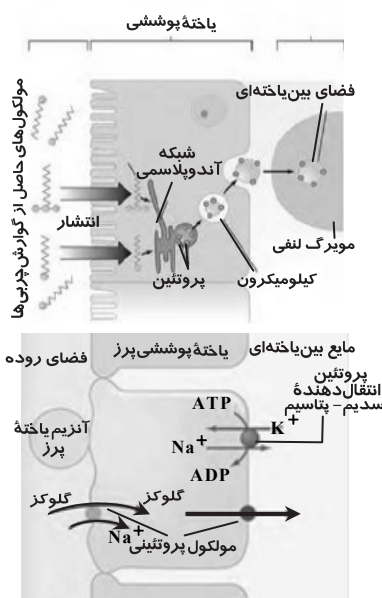 یاختهٔ پوششی
مولکول‌های حاصل از گوارش چربی‌ها
فضای بین‌یاخته‌ای
شبکه
آندوپلاسمی
انتشار
مویرگ لنفی
پروتئین
کیلومیکرون
فضای روده
یاختهٔ پوششی پرز
مایع بین‌یاخته‌ای
پروتئین
انتقال‌دهندهٔ
سدیم- پتاسیم
آنزیم یاختهٔ
پرز
ATP
K+
Na+
ADP
گلوکز
گلوکز
Na+
مولکول پروتئینی